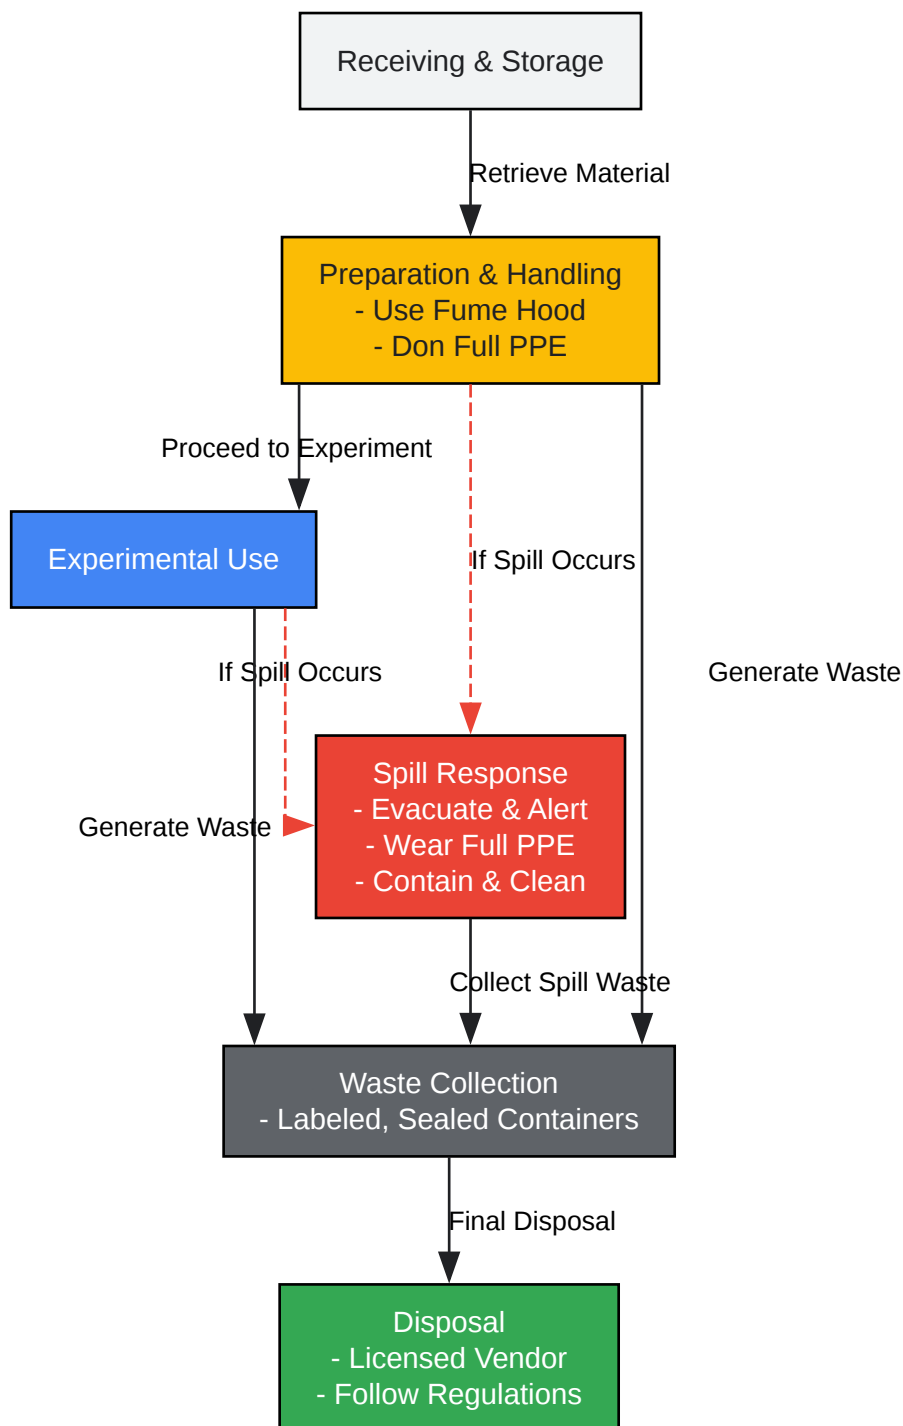 Receiving & Storage
Retrieve Material
Preparation & Handling
- Use Fume Hood
- Don Full PPE
Proceed to Experiment
Experimental Use
If Spill Occurs
If Spill Occurs
Generate Waste
Spill Response
- Evacuate & Alert
- Wear Full PPE
- Contain & Clean
Generate Waste
Collect Spill Waste
Waste Collection
- Labeled, Sealed Containers
Final Disposal
Disposal
- Licensed Vendor
- Follow Regulations